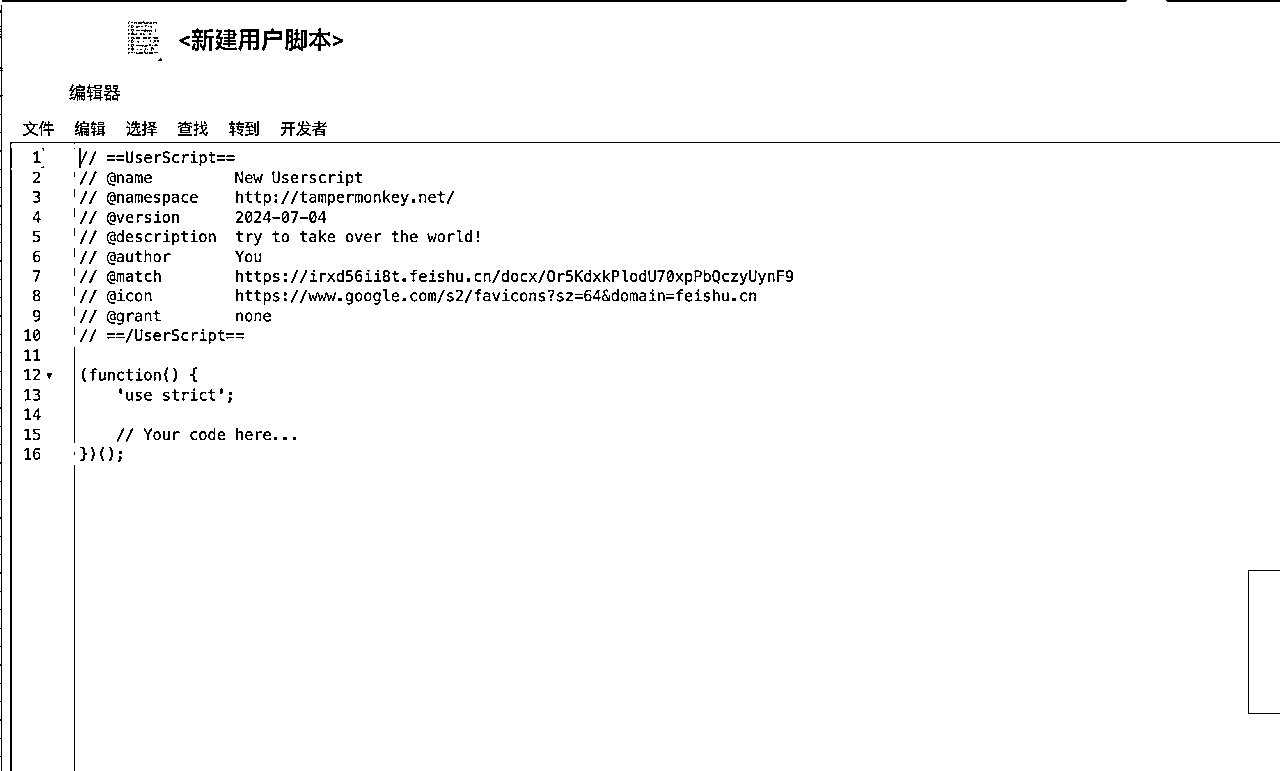 <新建用户脚本>
编辑器
文件 编辑 选择 查找 转到 开发者
1 // ==UserScript==
2 // @name         New Userscript
3 // @namespace    http://tampermonkey.net/
4 // @version      2024-07-04
5 // @description  try to take over the world!
6 // @author       You
7 // @match        https://irxd56ii8t.feishu.cn/docx/Or5KdxkPlodU70xpPbQczyUynF9
8 // @icon         https://www.google.com/s2/favicons?sz=64&domain=feishu.cn
9 // @grant        none
10 // ==/UserScript==
11
12 (function() {
13     'use strict';
14
15     // Your code here...
16 })();